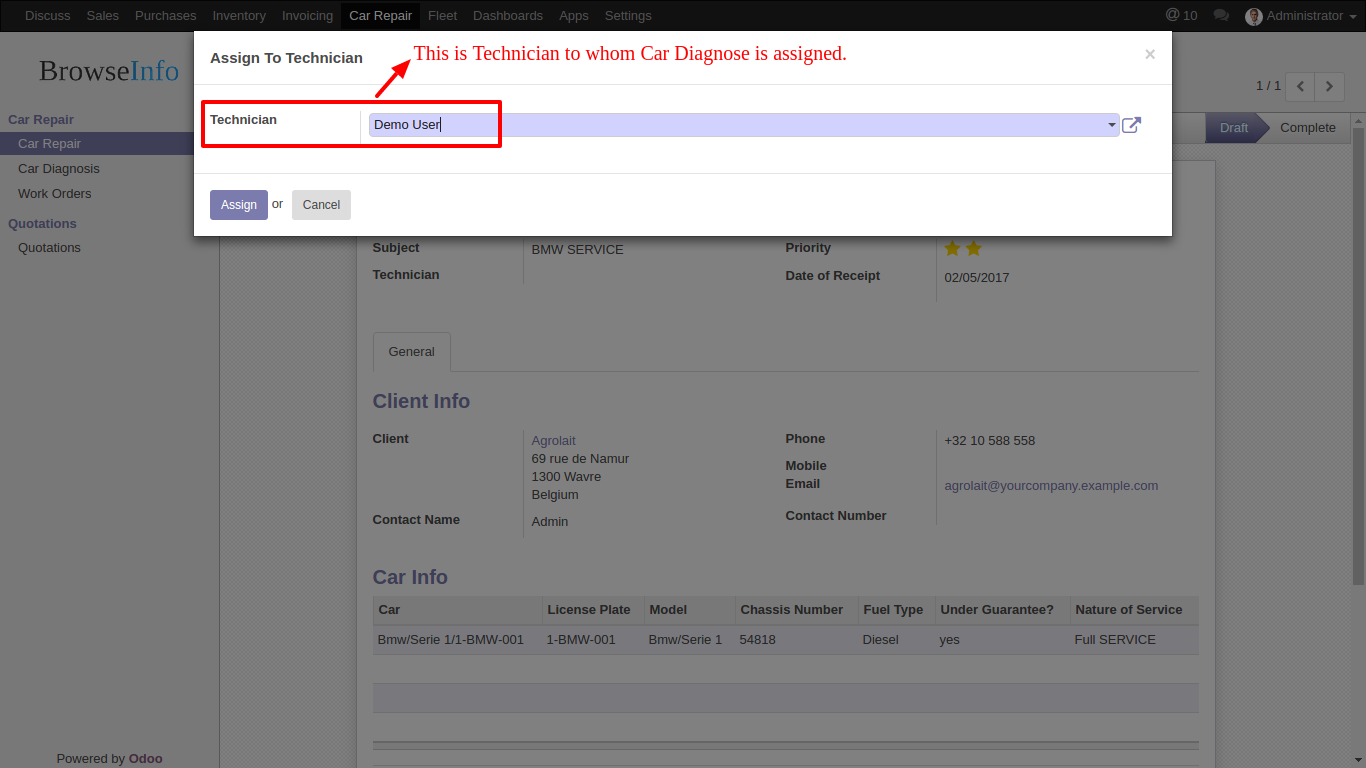 Discuss Sales Purchases Inventory Invoicing Car Repair Fleet Dashboards Apps Settings @ 10 Administrator
Assign To Technician
This is Technician to whom Car Diagnose is assigned.
×
BrowseInfo
1 / 1
Technician
Demo User
Draft
Complete
Car Repair
Car Repair
Car Diagnosis
Work Orders
Quotations
Quotations
Assign or Cancel
Subject BMW SERVICE Priority
Technician Date of Receipt 02/05/2017
General
Client Info
Client Agrolait Phone +32 10 588 558
69 rue de Namur Mobile
1300 Wavre Email agrolait@yourcompany.example.com
Belgium
Contact Name Admin Contact Number
Car Info
Car License Plate Model Chassis Number Fuel Type Under Guarantee? Nature of Service
Bmw/Serie 1/1-BMW-001 1-BMW-001 Bmw/Serie 1 54818 Diesel yes Full SERVICE
Powered by Odoo